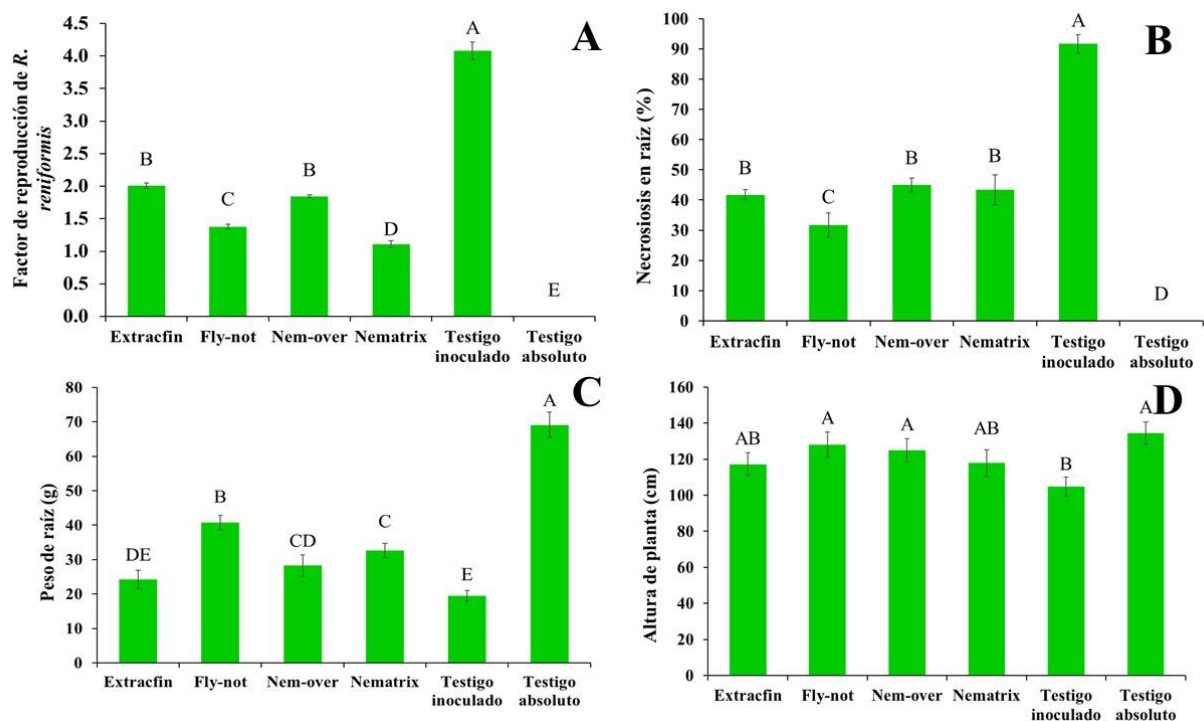 A
Factor de reproducción de R.
reniformis
4.5
4.0
3.5
3.0
2.5
2.0
1.5
1.0
0.5
0.0
B
C
B
D
A
E
Extracfin
Fly-not
Nem-over
Nematrix
Testigo
inoculado
Testigo
absoluto
B
Necrosiosis en raíz (%)
100
90
80
70
60
50
40
30
20
10
0
B
C
B
B
A
D
Extracfin
Fly-not
Nem-over
Nematrix
Testigo
inoculado
Testigo
absoluto
C
Peso de raíz (g)
80
70
60
50
40
30
20
10
0
DE
B
CD
C
E
A
Extracfin
Fly-not
Nem-over
Nematrix
Testigo
inoculado
Testigo
absoluto
D
Altura de planta (cm)
160
140
120
100
80
60
40
20
0
AB
A
A
AB
B
A
Extracfin
Fly-not
Nem-over
Nematrix
Testigo
inoculado
Testigo
absoluto